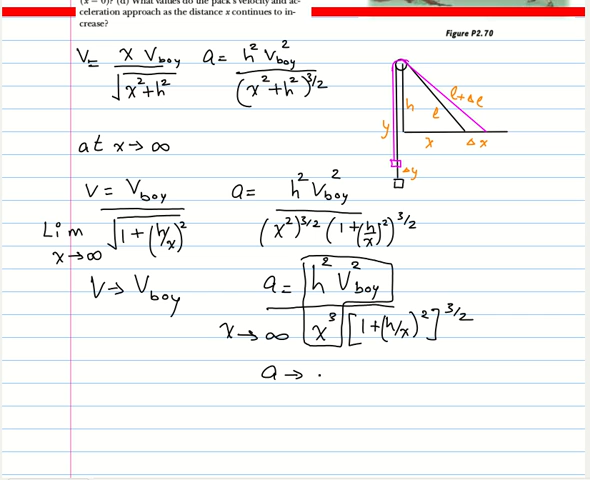 (x = 0)? (d) What values do the pack's velocity and ac-
celeration approach as the distance x continues to in-
crease?
Figure P2.70
V = x V_boy / √(x² + h²)   a = h² V_boy² / (x² + h²)^3/2
y h l l+Δl
x Δx
Δy
at x → ∞
V = V_boy / √(1 + (h/x)²)   a = h² V_boy² / (x²)^3/2 (1 + (h/x)²)^3/2
Lim x → ∞
V → V_boy   a = h² V_boy² / x³ [1 + (h/x)²]^3/2
x → ∞
a → .